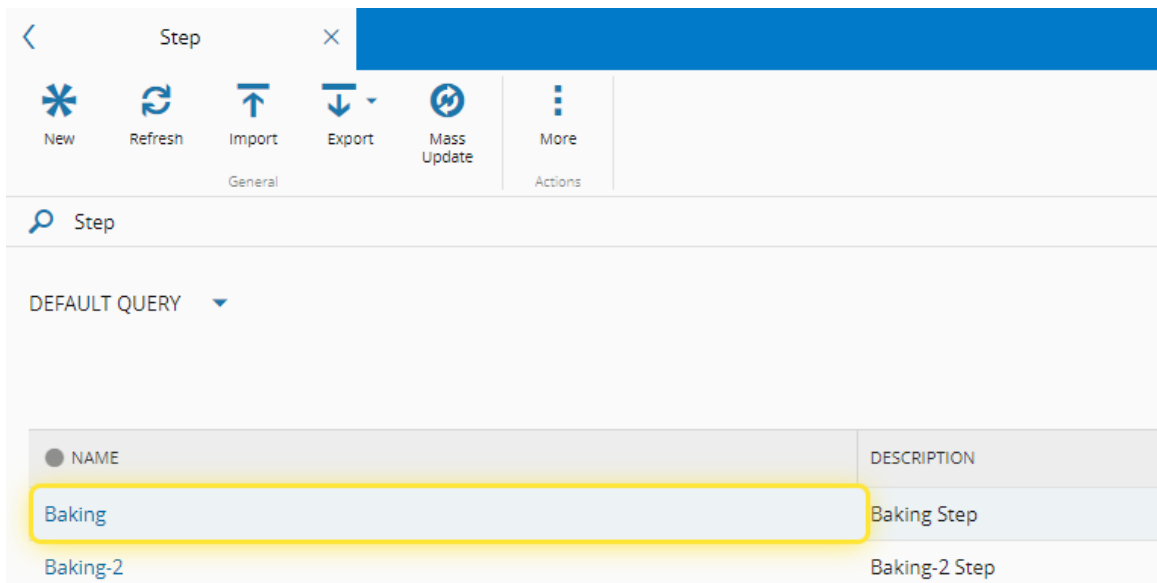 Step
New Refresh Import Export Mass Update More
General Actions
Step
DEFAULT QUERY
NAME DESCRIPTION
Baking Baking Step
Baking-2 Baking-2 Step